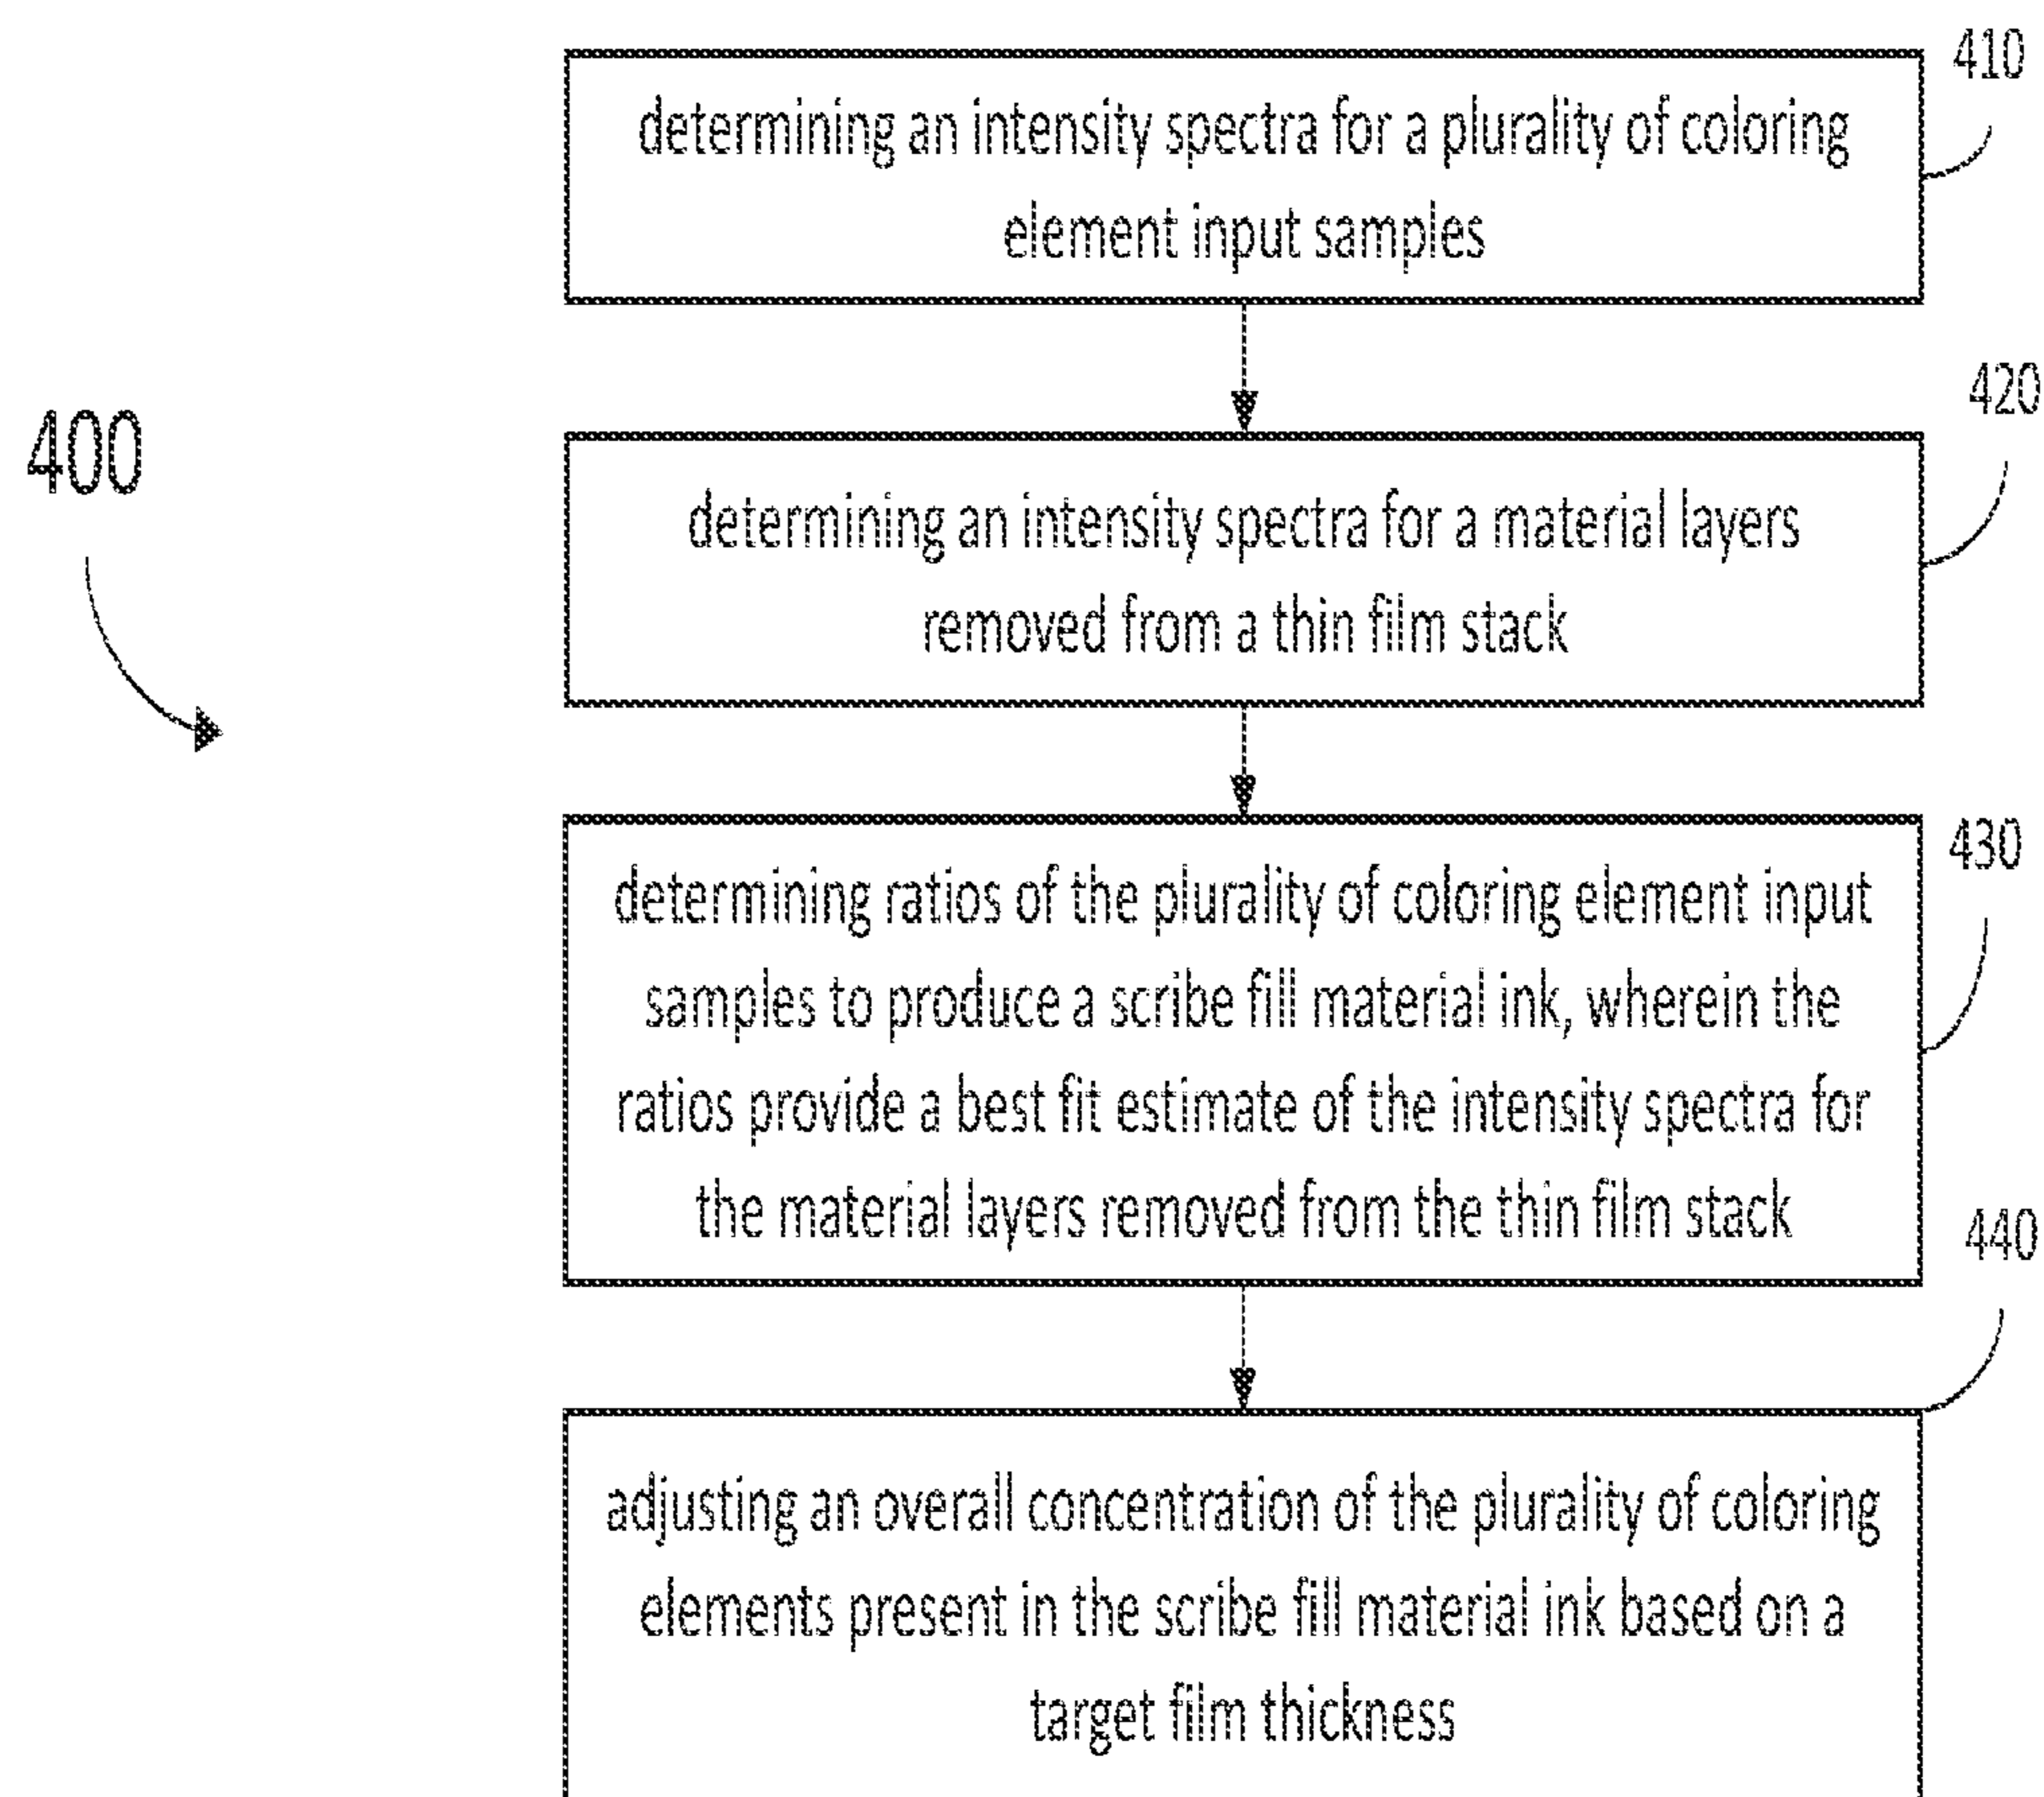 410
determining an intensity spectra for a plurality of coloring
element input samples
420
400
determining an intensity spectra for a material layers
removed from a thin film stack
430
determining ratios of the plurality of coloring element input
samples to produce a scribe fill material ink, wherein the
ratios provide a best fit estimate of the intensity spectra for
the material layers removed from the thin film stack
440
adjusting an overall concentration of the plurality of coloring
elements present in the scribe fill material ink based on a
target film thickness